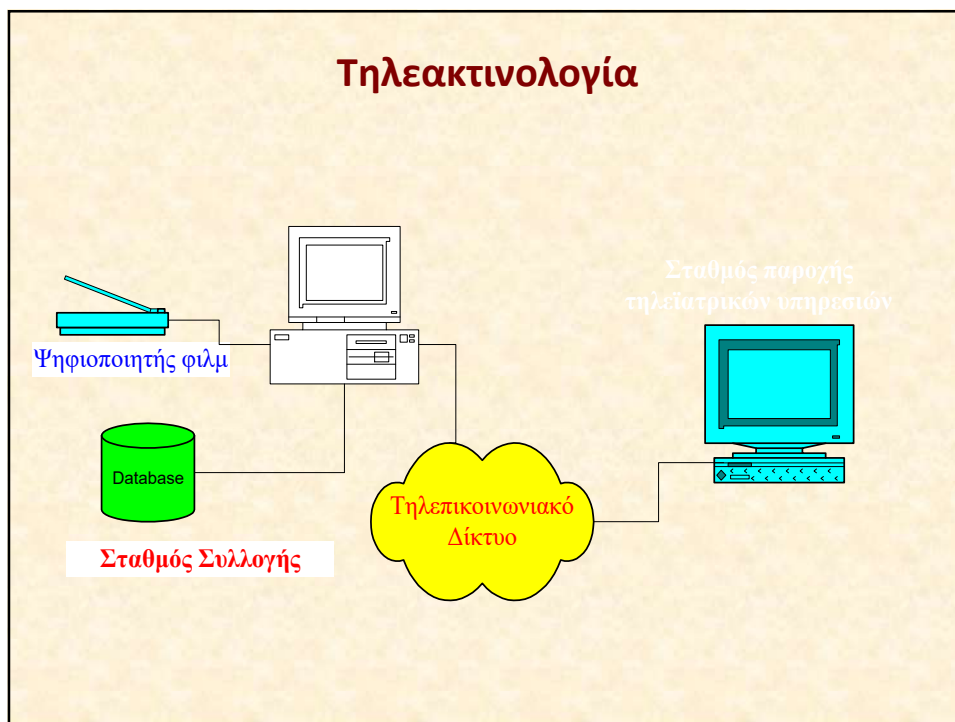 Τηλεακτινολογία
Σταθμός παροχής
τηλεϊατρικών υπηρεσιών
Ψηφιοποιητής φιλμ
Database
Τηλεπικοινωνιακό
Δίκτυο
Σταθμός Συλλογής